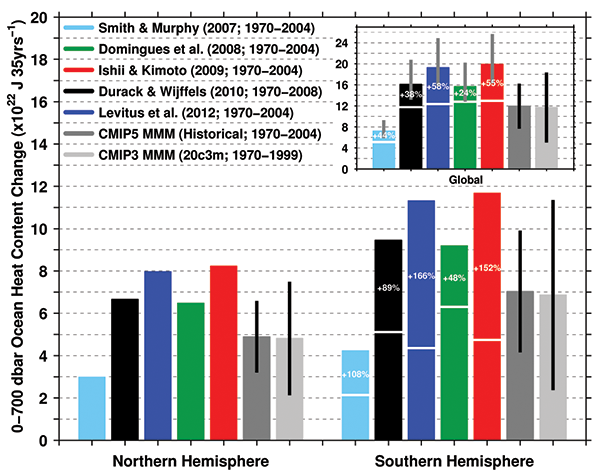 0–700 dbar Ocean Heat Content Change (x10²² J 35yrs⁻¹)
20
18
16
14
12
10
8
6
4
2
0
Smith & Murphy (2007; 1970–2004)
Domingues et al. (2008; 1970–2004)
Ishii & Kimoto (2009; 1970–2004)
Durack & Wijffels (2010; 1970–2008)
Levitus et al. (2012; 1970–2004)
CMIP5 MMM (Historical; 1970–2004)
CMIP3 MMM (20c3m; 1970–1999)
24
20
16
12
8
4
0
+38%
+58%
+24%
+55%
Global
+108%
+89%
+166%
+48%
+152%
Northern Hemisphere
Southern Hemisphere